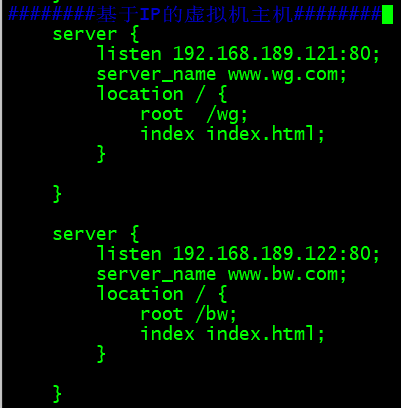 ########基于IP的虚拟机主机########
server {
listen 192.168.189.121:80;
server_name www.wg.com;
location / {
root  /wg;
index index.html;
}
}
server {
listen 192.168.189.122:80;
server_name www.bw.com;
location / {
root /bw;
index index.html;
}
}